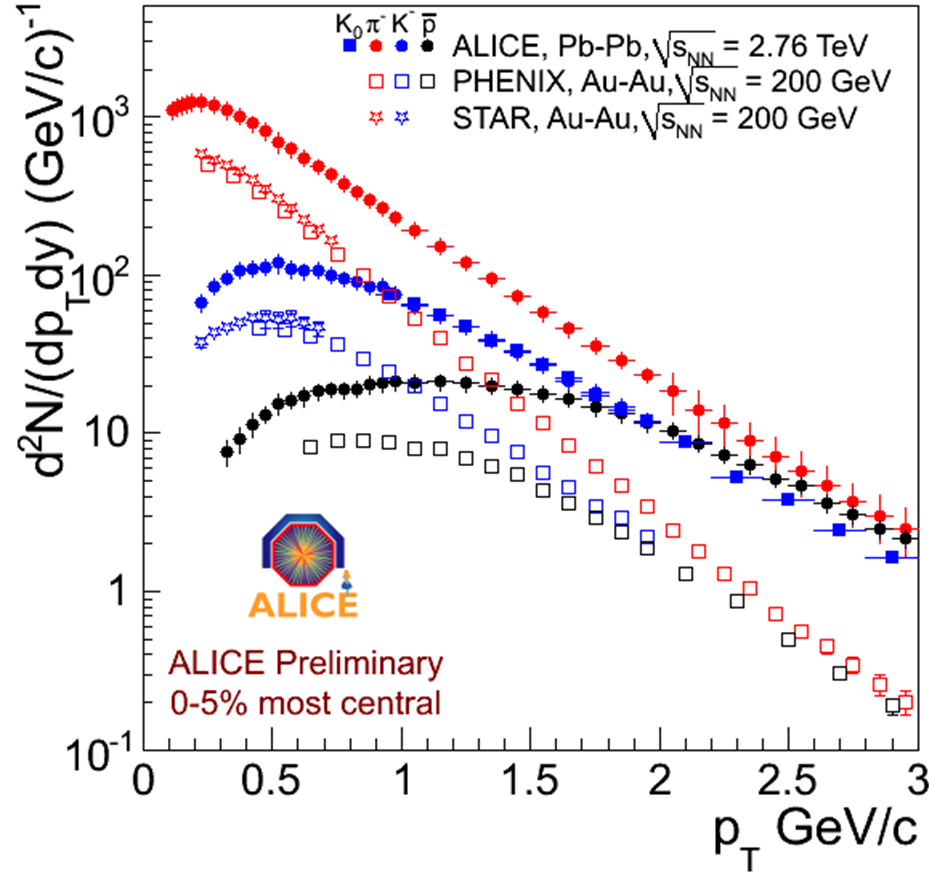 K0 π- K- p̅
ALICE, Pb-Pb, √sNN = 2.76 TeV
PHENIX, Au-Au, √sNN = 200 GeV
STAR, Au-Au, √sNN = 200 GeV
d²N/(dpTdy) (GeV/c)-1
10³
10²
10
1
10-1
ALICE
ALICE Preliminary
0-5% most central
0 0.5 1 1.5 2 2.5 3
pT GeV/c